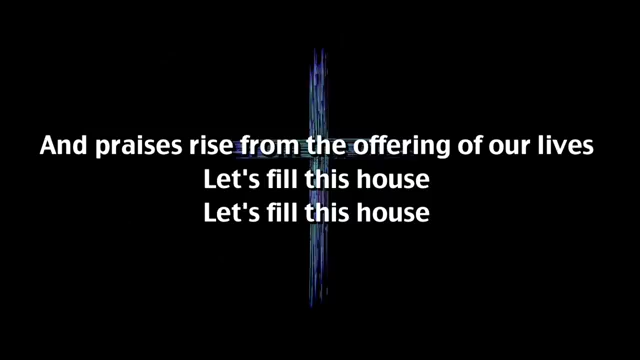 And praises rise from the offering of our lives
Let's fill this house
Let's fill this house